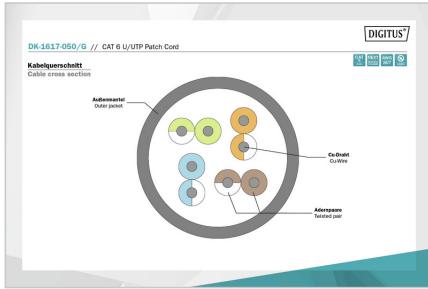 DIGITUS®
DK-1617-050/G // CAT 6 U/UTP Patch Cord
Kabelquerschnitt
Cable cross section
Außenmantel
Outer jacket
Cu-Draht
Cu-Wire
Adernpaare
Twisted pair